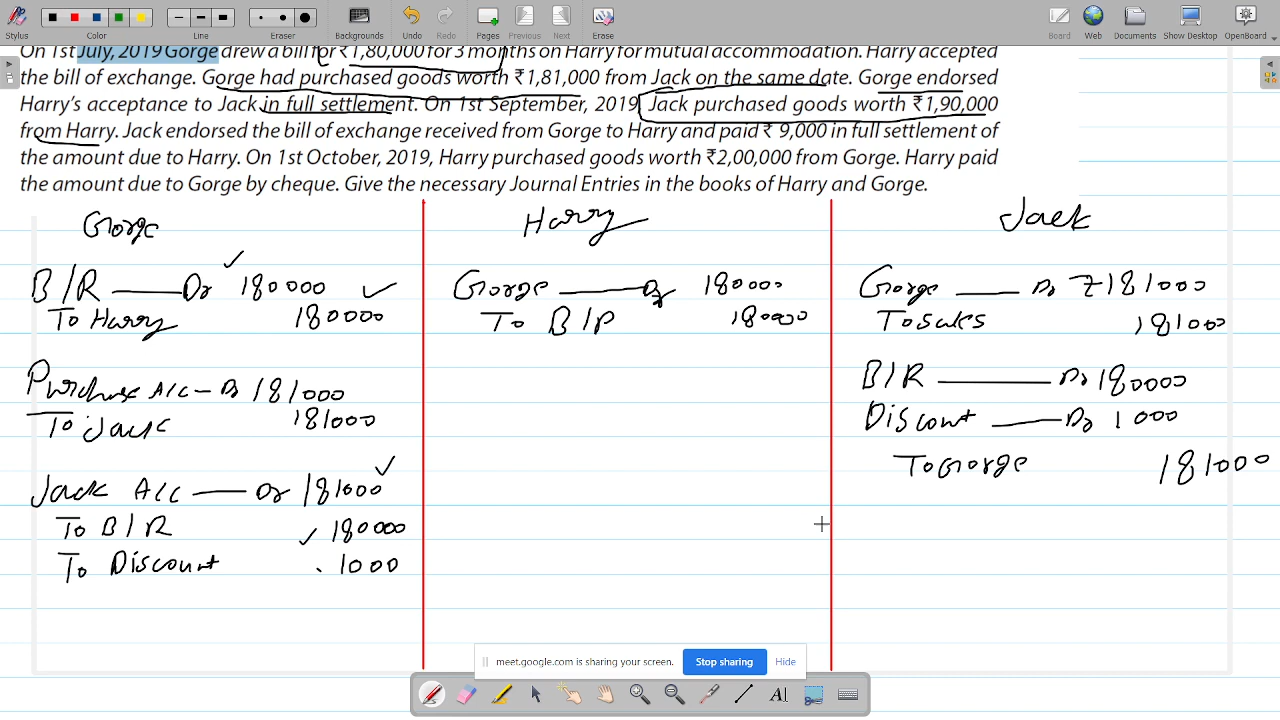 Stylus
Color
Line
Eraser
Backgrounds
Undo
Redo
Pages
Previous
Next
Erase
Board
Web
Documents
Show Desktop
OpenBoard
On 1st July, 2019 Gorge drew a bill for ₹1,80,000 for 3 months on Harry for mutual accommodation. Harry accepted
the bill of exchange. Gorge had purchased goods worth ₹1,81,000 from Jack on the same date. Gorge endorsed
Harry's acceptance to Jack in full settlement. On 1st September, 2019, Jack purchased goods worth ₹1,90,000
from Harry. Jack endorsed the bill of exchange received from Gorge to Harry and paid ₹ 9,000 in full settlement of
the amount due to Harry. On 1st October, 2019, Harry purchased goods worth ₹2,00,000 from Gorge. Harry paid
the amount due to Gorge by cheque. Give the necessary Journal Entries in the books of Harry and Gorge.
Gorge
B/R — Dr 180000
To Harry 180000
Purchase A/c – Dr 181000
To Jack 181000
Jack A/c — Dr 181000
To B/R 180000
To Discount 1000
Harry
Gorge — Dr 180000
To B/P 180000
Jack
Gorge — Dr ₹181000
To Sales 181000
B/R — Dr 180000
Discount — Dr 1000
To Gorge 181000
meet.google.com is sharing your screen.
Stop sharing
Hide